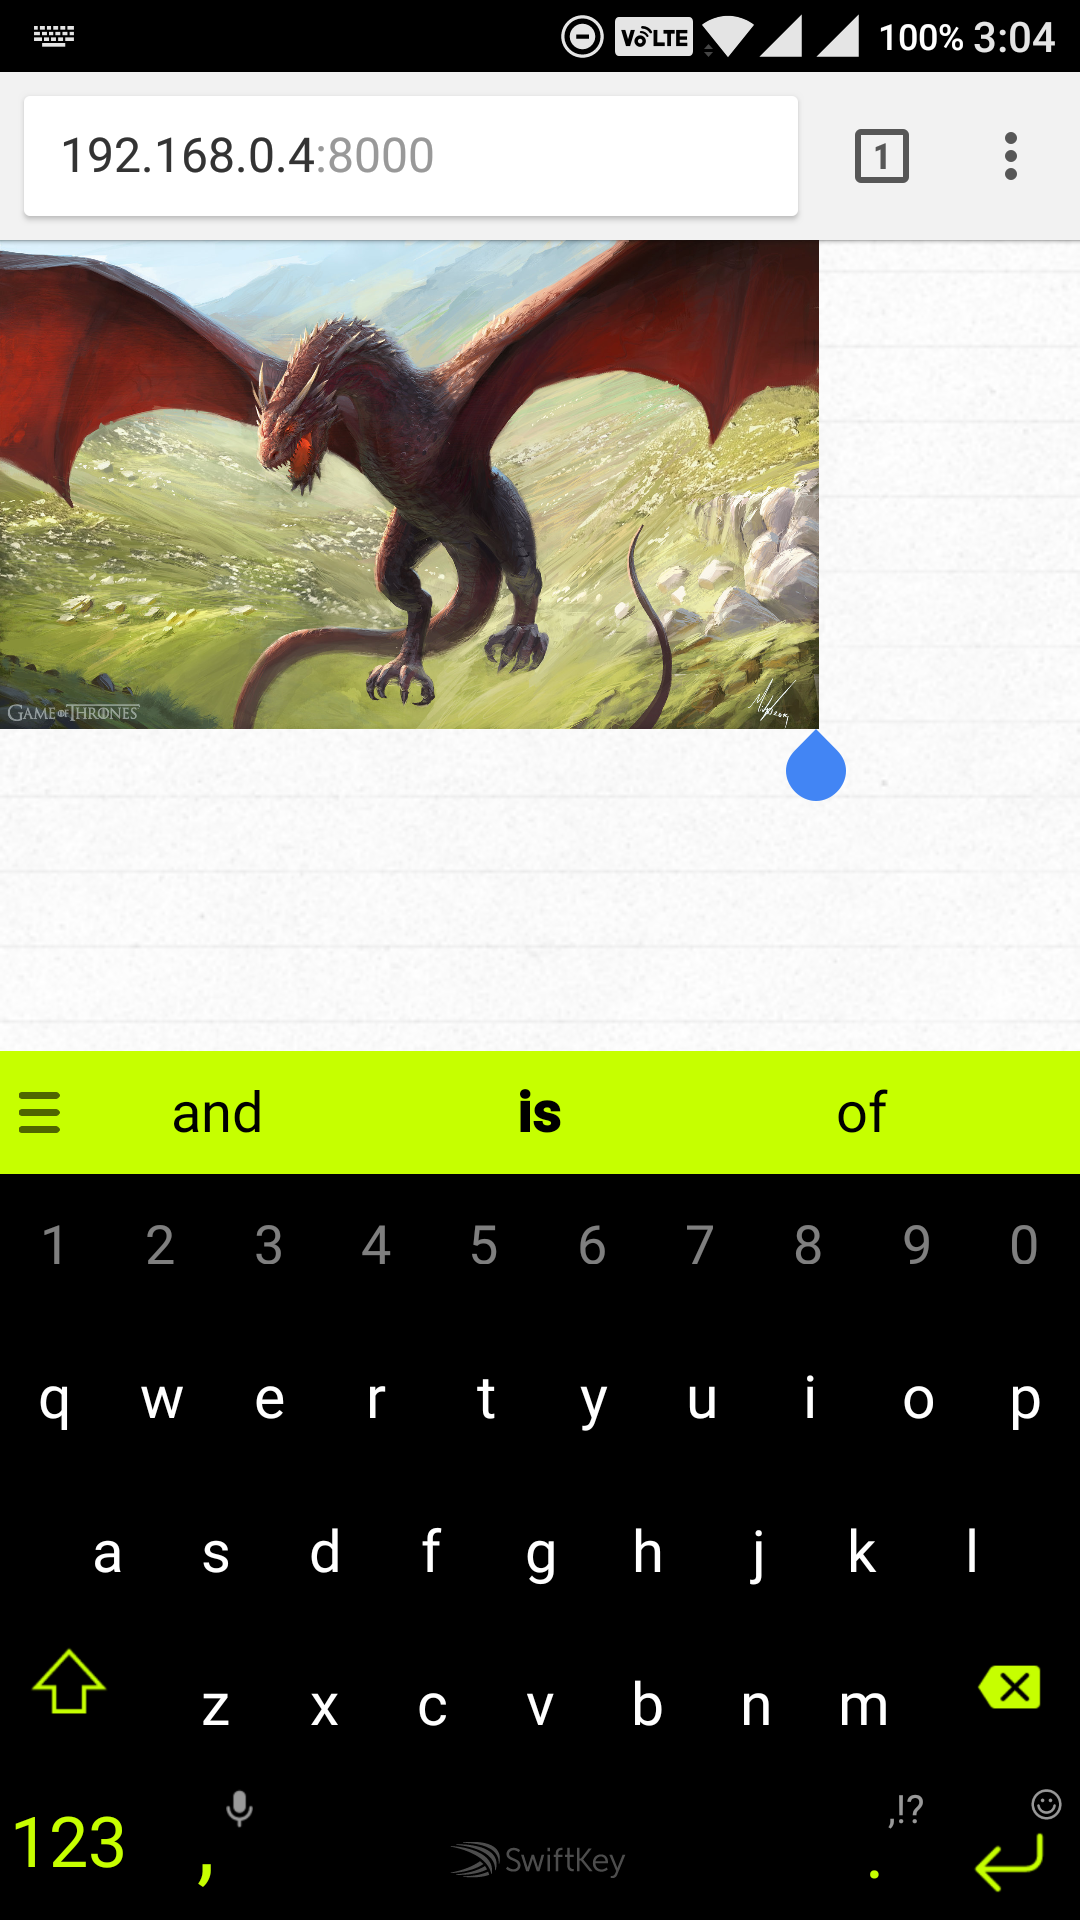 VoLTE 100% 3:04
192.168.0.4:8000
1
GAME OF THRONES
and is of
1 2 3 4 5 6 7 8 9 0
q w e r t y u i o p
a s d f g h j k l
z x c v b n m
,!?
123 , SwiftKey .